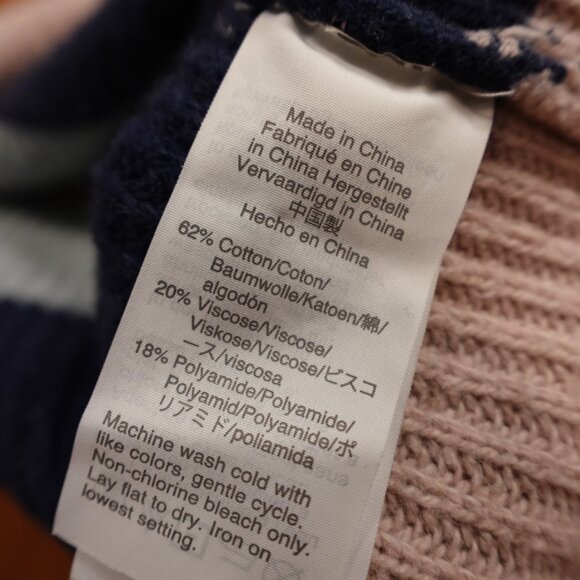 Made in China
Fabriqué en Chine
in China Hergestellt
Vervaardigd in China
中国製
Hecho en China
62% Cotton/Coton/
Baumwolle/Katoen/綿/
algodón
20% Viscose/Viscose/
Viskose/Viscose/ビスコ
ース/viscosa
18% Polyamide/Polyamide/
Polyamid/Polyamide/ポ
リアミド/poliamida
Machine wash cold with
like colors, gentle cycle.
Non-chlorine bleach only.
Lay flat to dry. Iron on
lowest setting.